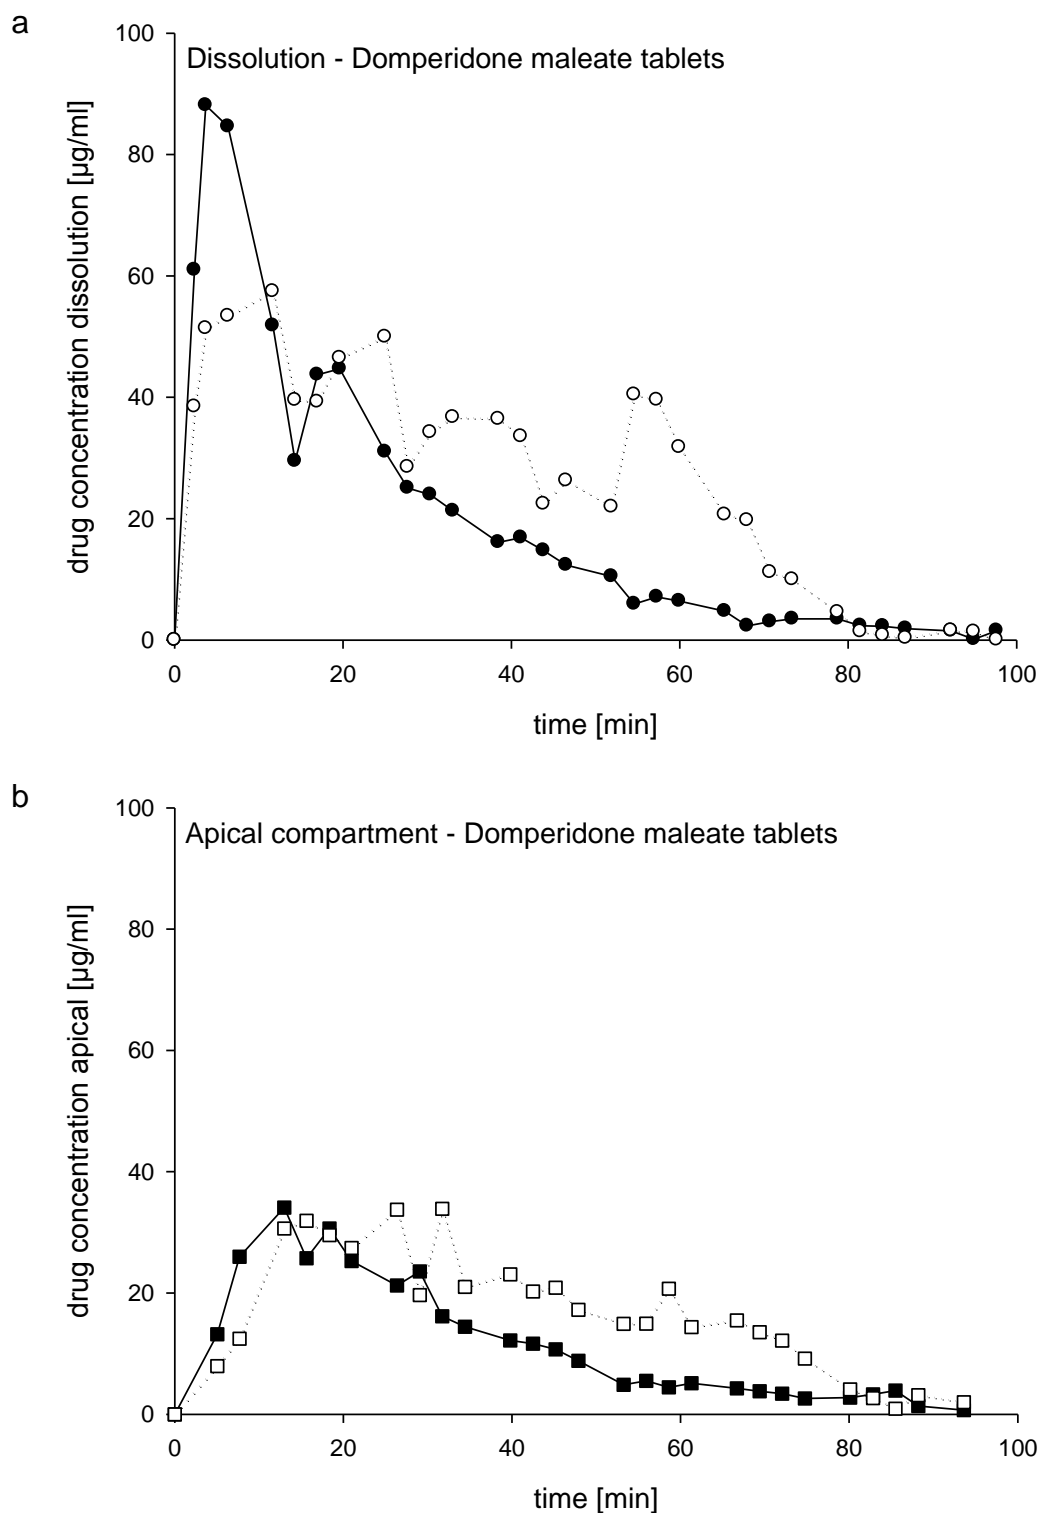 a
Dissolution - Domperidone maleate tablets
drug concentration dissolution [µg/ml]
100
80
60
40
20
0
0 20 40 60 80 100
time [min]
b
Apical compartment - Domperidone maleate tablets
drug concentration apical [µg/ml]
100
80
60
40
20
0
0 20 40 60 80 100
time [min]